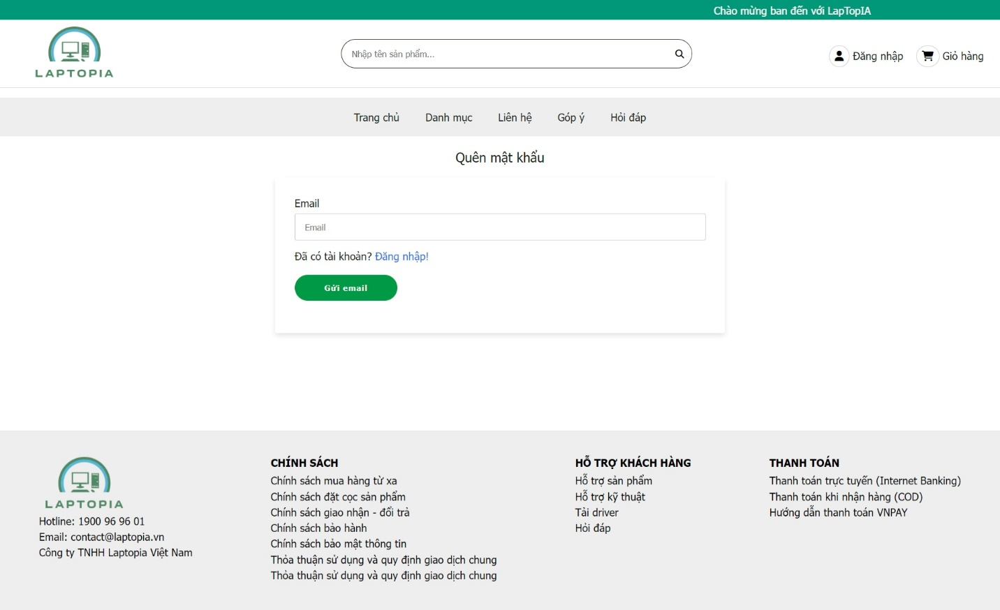 Chào mừng ban đến với LapTopIA
LAPTOPIA
Nhập tên sản phẩm...
Đăng nhập
Giỏ hàng
Trang chủ
Danh mục
Liên hệ
Góp ý
Hỏi đáp
Quên mật khẩu
Email
Email
Đã có tài khoản? Đăng nhập!
Gửi email
LAPTOPIA
Hotline: 1900 96 96 01
Email: contact@laptopia.vn
Công ty TNHH Laptopia Việt Nam
CHÍNH SÁCH
Chính sách mua hàng từ xa
Chính sách đặt cọc sản phẩm
Chính sách giao nhận - đổi trả
Chính sách bảo hành
Chính sách bảo mật thông tin
Thỏa thuận sử dụng và quy định giao dịch chung
Thỏa thuận sử dụng và quy định giao dịch chung
HỖ TRỢ KHÁCH HÀNG
Hỗ trợ sản phẩm
Hỗ trợ kỹ thuật
Tải driver
Hỏi đáp
THANH TOÁN
Thanh toán trực tuyến (Internet Banking)
Thanh toán khi nhận hàng (COD)
Hướng dẫn thanh toán VNPAY